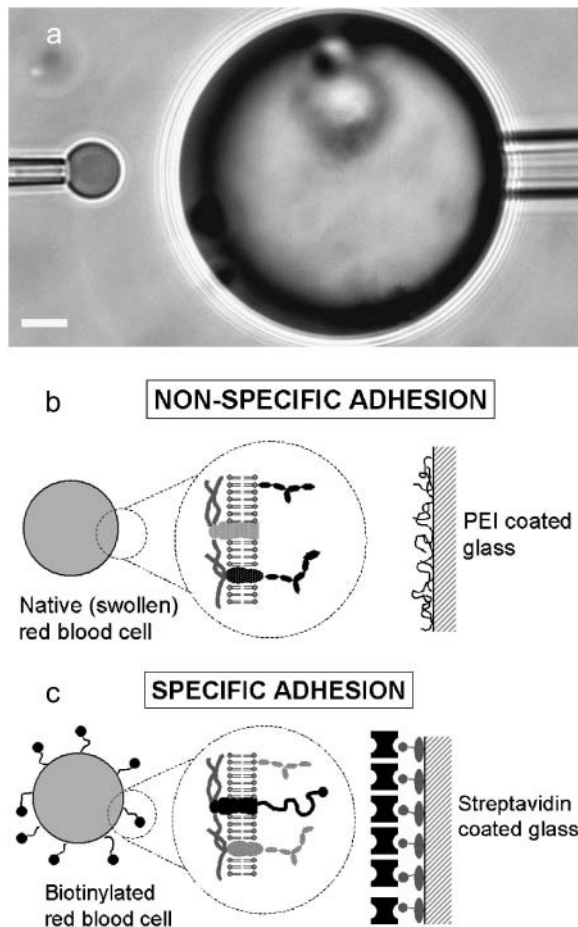 a
b
NON-SPECIFIC ADHESION
PEI coated
glass
Native (swollen)
red blood cell
c
SPECIFIC ADHESION
Streptavidin
coated glass
Biotinylated
red blood cell